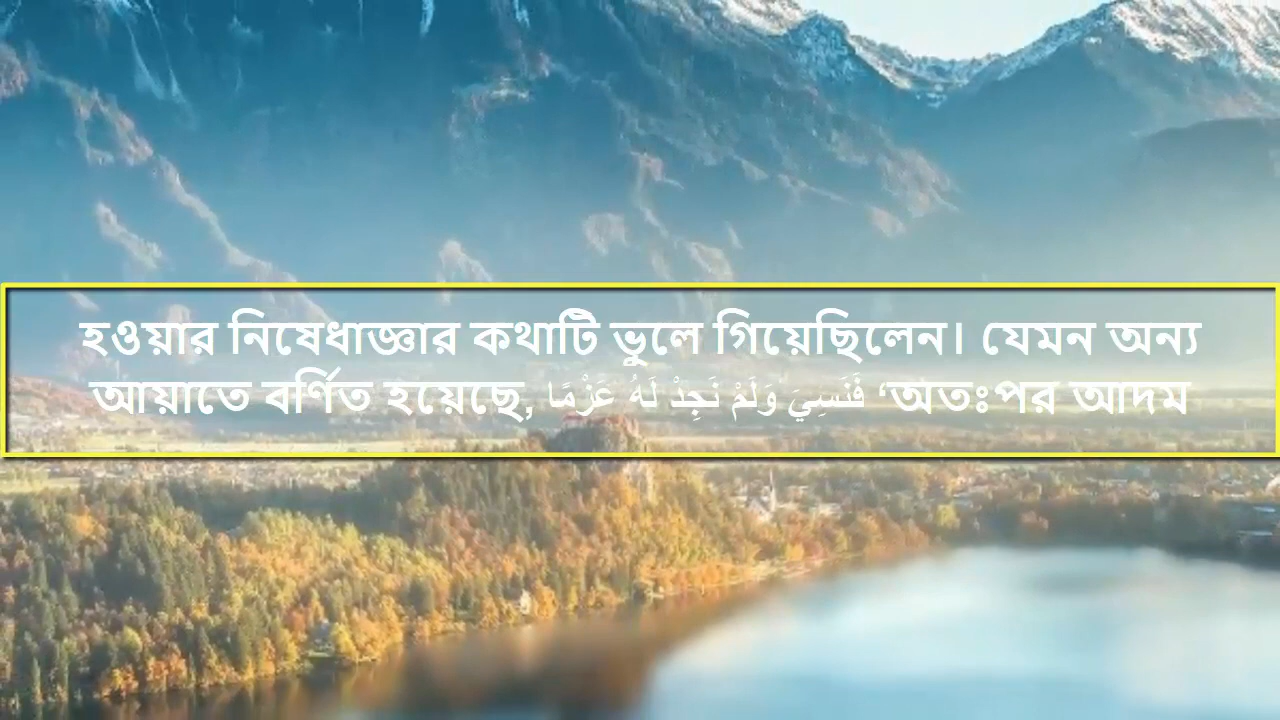 হওয়ার নিষেধাজ্ঞার কথাটি ভুলে গিয়েছিলেন। যেমন অন্য
আয়াতে বর্ণিত হয়েছে, فَنَسِيَ وَلَمْ نَجِدْ لَهُ عَزْمًا ‘অতঃপর আদম